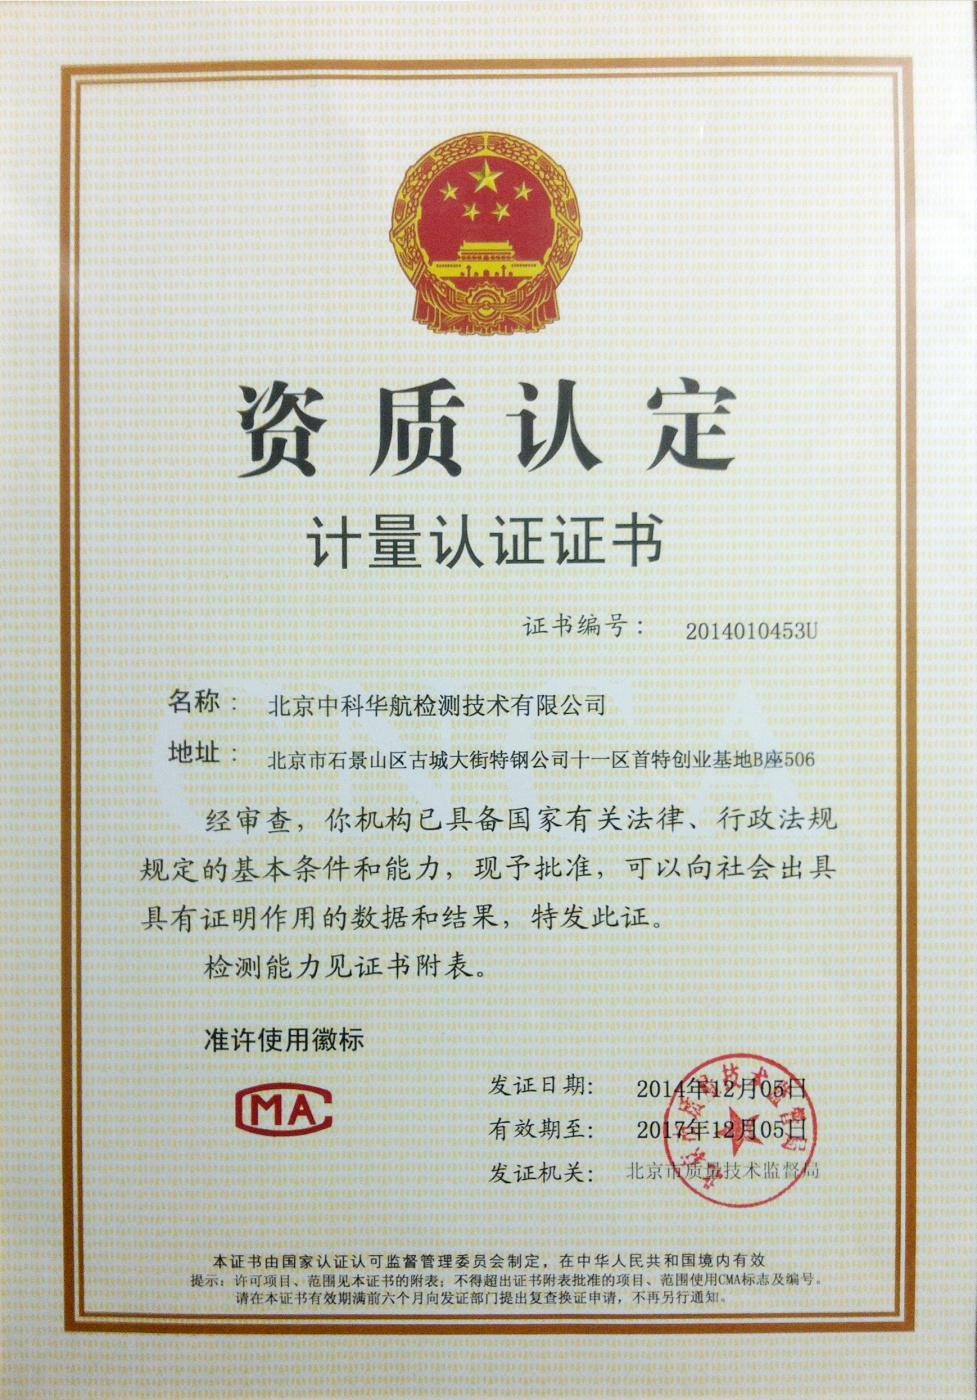 资质认定
计量认证证书
证书编号： 2014010453U
名称： 北京中科华航检测技术有限公司
地址： 北京市石景山区古城大街特钢公司十一区首特创业基地B座506
经审查，你机构已具备国家有关法律、行政法规
规定的基本条件和能力，现予批准，可以向社会出具
具有证明作用的数据和结果，特发此证。
检测能力见证书附表。
准许使用徽标
MA
发证日期： 2014年12月05日
有效期至： 2017年12月05日
发证机关： 北京市质量技术监督局
本证书由国家认证认可监督管理委员会制定，在中华人民共和国境内有效
提示：许可项目、范围见本证书的附表；不得超出证书附表批准的项目、范围使用CMA标志及编号。
请在本证书有效期满前六个月向发证部门提出复查换证申请，不再另行通知。